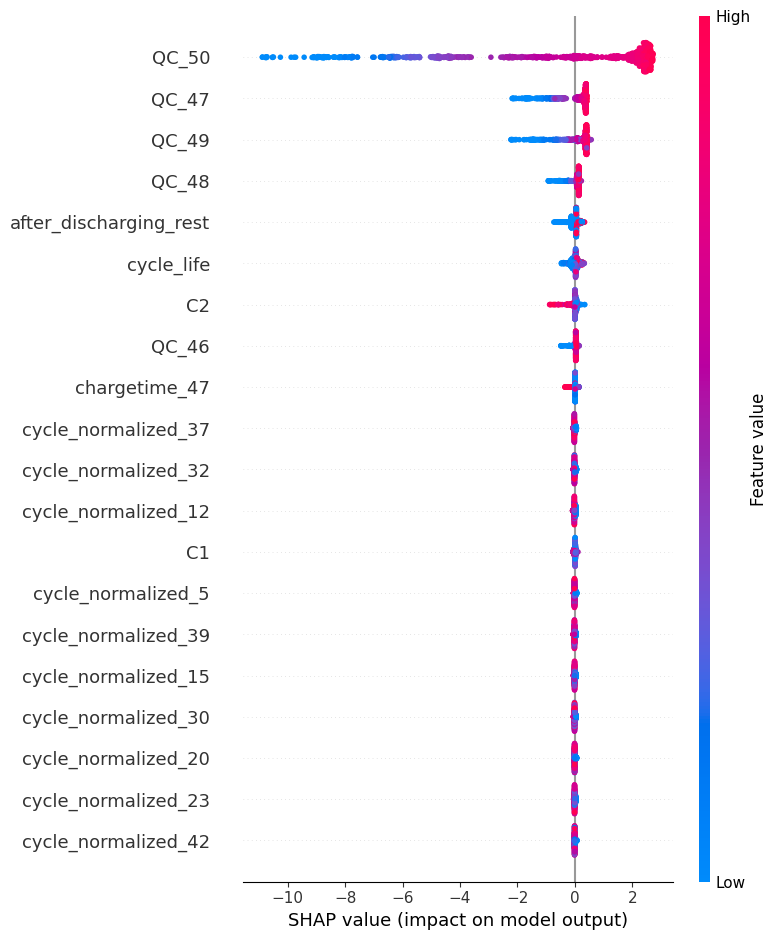 High
QC_50
QC_47
QC_49
QC_48
after_discharging_rest
cycle_life
C2
QC_46
chargetime_47
cycle_normalized_37
cycle_normalized_32
cycle_normalized_12
C1
cycle_normalized_5
cycle_normalized_39
cycle_normalized_15
cycle_normalized_30
cycle_normalized_20
cycle_normalized_23
cycle_normalized_42
Feature value
Low
−10 −8 −6 −4 −2 0 2
SHAP value (impact on model output)